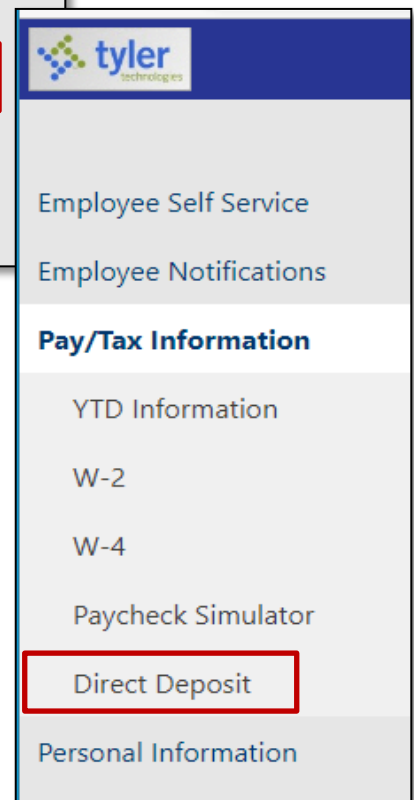 tyler
technologies
Employee Self Service
Employee Notifications
Pay/Tax Information
YTD Information
W-2
W-4
Paycheck Simulator
Direct Deposit
Personal Information